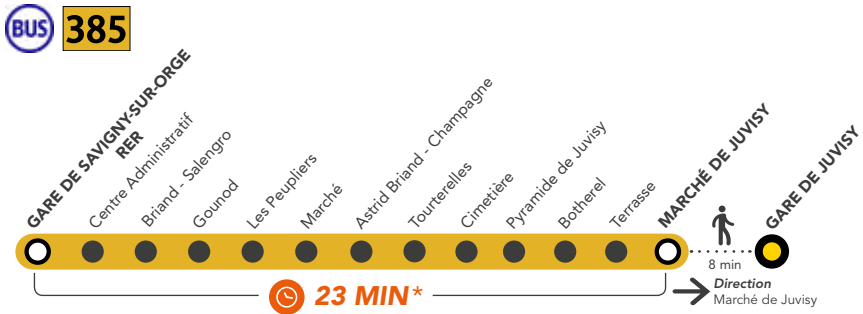 BUS 385
GARE DE SAVIGNY-SUR-ORGE
RER
Centre Administratif
Briand - Salengro
Gounod
Les Peupliers
Marché
Astrid Briand - Champagne
Tourterelles
Cimetière
Pyramide de Juvisy
Botherel
Terrasse
MARCHÉ DE JUVISY
GARE DE JUVISY
8 min
23 MIN*
Direction
Marché de Juvisy